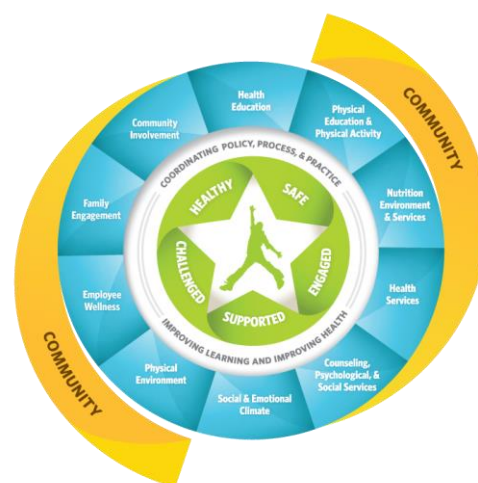 COMMUNITY
Health
Education
Physical
Education &
Physical Activity
Nutrition
Environment
& Services
Health
Services
Counseling,
Psychological, &
Social Services
Social & Emotional
Climate
Physical
Environment
Employee
Wellness
Family
Engagement
Community
Involvement
COORDINATING POLICY, PROCESS, & PRACTICE
IMPROVING LEARNING AND IMPROVING HEALTH
HEALTHY
SAFE
ENGAGED
SUPPORTED
CHALLENGED
COMMUNITY